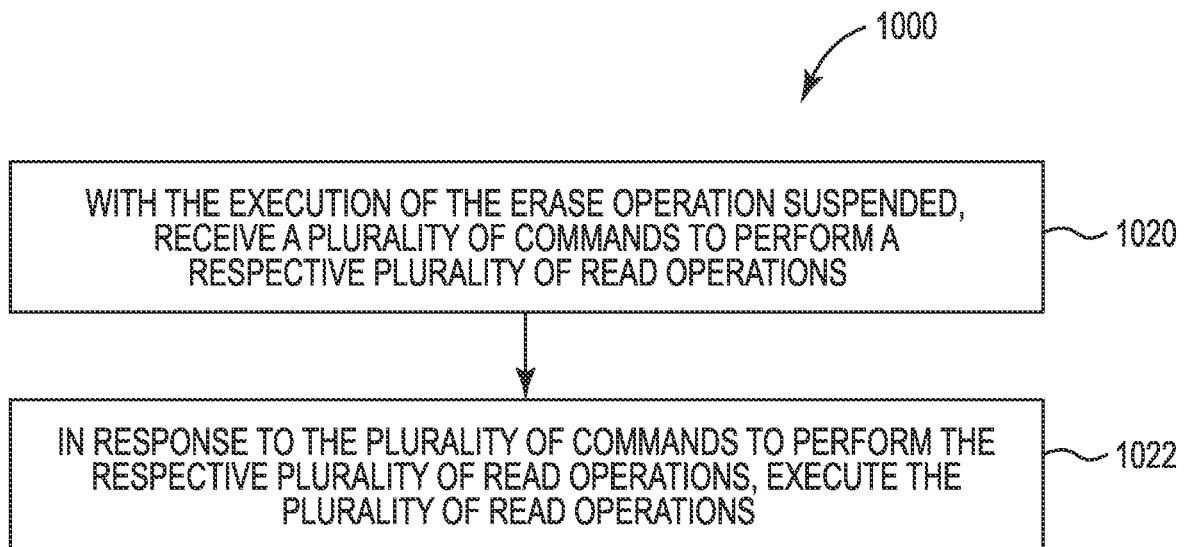 1000
WITH THE EXECUTION OF THE ERASE OPERATION SUSPENDED,
RECEIVE A PLURALITY OF COMMANDS TO PERFORM A
RESPECTIVE PLURALITY OF READ OPERATIONS
1020
IN RESPONSE TO THE PLURALITY OF COMMANDS TO PERFORM THE
RESPECTIVE PLURALITY OF READ OPERATIONS, EXECUTE THE
PLURALITY OF READ OPERATIONS
1022